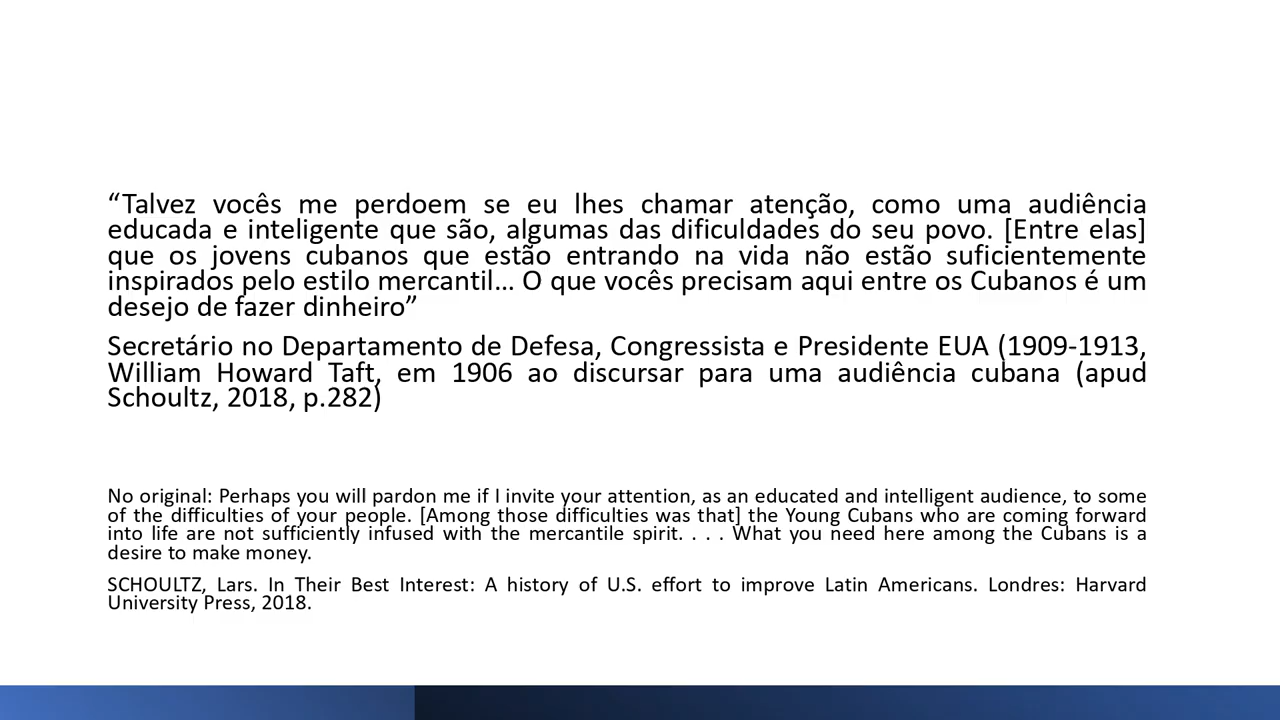 “Talvez vocês me perdoem se eu lhes chamar atenção, como uma audiência
educada e inteligente que são, algumas das dificuldades do seu povo. [Entre elas]
que os jovens cubanos que estão entrando na vida não estão suficientemente
inspirados pelo estilo mercantil... O que vocês precisam aqui entre os Cubanos é um
desejo de fazer dinheiro”
Secretário no Departamento de Defesa, Congressista e Presidente EUA (1909-1913,
William Howard Taft, em 1906 ao discursar para uma audiência cubana (apud
Schoultz, 2018, p.282)
No original: Perhaps you will pardon me if I invite your attention, as an educated and intelligent audience, to some
of the difficulties of your people. [Among those difficulties was that] the Young Cubans who are coming forward
into life are not sufficiently infused with the mercantile spirit. . . . What you need here among the Cubans is a
desire to make money.
SCHOULTZ, Lars. In Their Best Interest: A history of U.S. effort to improve Latin Americans. Londres: Harvard
University Press, 2018.